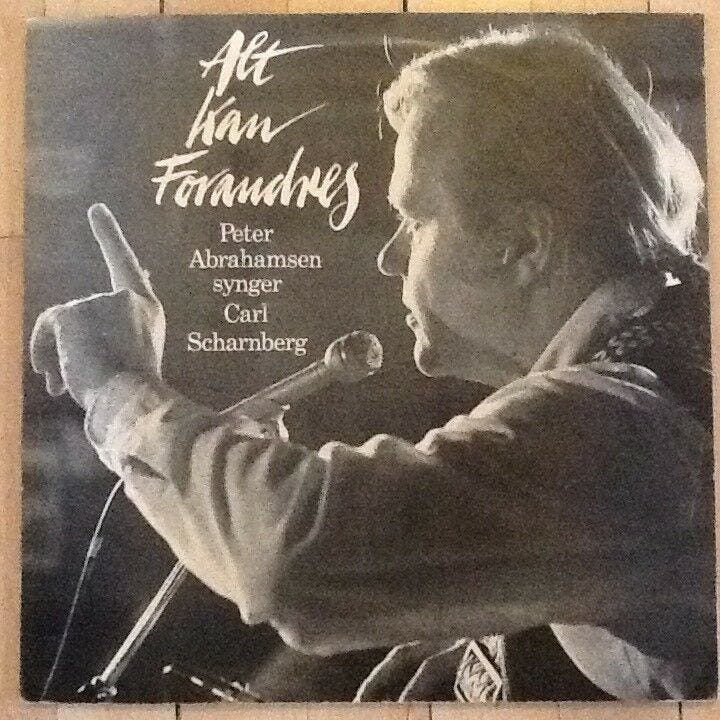 Alt
kan
Forandres
Peter
Abrahamsen
synger
Carl
Scharnberg